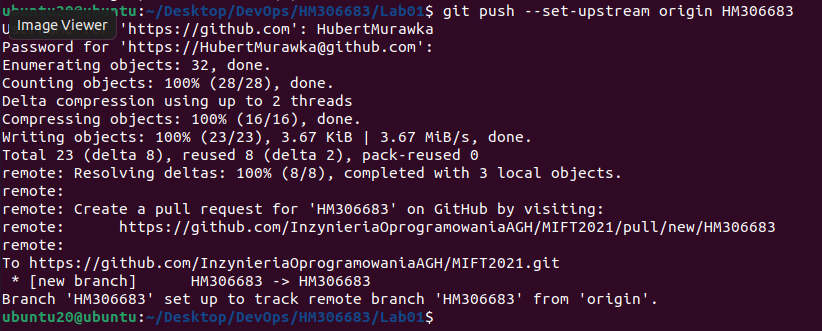 ubuntu20@ubuntu:~/Desktop/DevOps/HM306683/Lab01$ git push --set-upstream origin HM306683
Image Viewer
U 'https://github.com': HubertMurawka
Password for 'https://HubertMurawka@github.com':
Enumerating objects: 32, done.
Counting objects: 100% (28/28), done.
Delta compression using up to 2 threads
Compressing objects: 100% (16/16), done.
Writing objects: 100% (23/23), 3.67 KiB | 3.67 MiB/s, done.
Total 23 (delta 8), reused 8 (delta 2), pack-reused 0
remote: Resolving deltas: 100% (8/8), completed with 3 local objects.
remote:
remote: Create a pull request for 'HM306683' on GitHub by visiting:
remote:      https://github.com/InzynieriaOprogramowaniaAGH/MIFT2021/pull/new/HM306683
remote:
To https://github.com/InzynieriaOprogramowaniaAGH/MIFT2021.git
 * [new branch]      HM306683 -> HM306683
Branch 'HM306683' set up to track remote branch 'HM306683' from 'origin'.
ubuntu20@ubuntu:~/Desktop/DevOps/HM306683/Lab01$